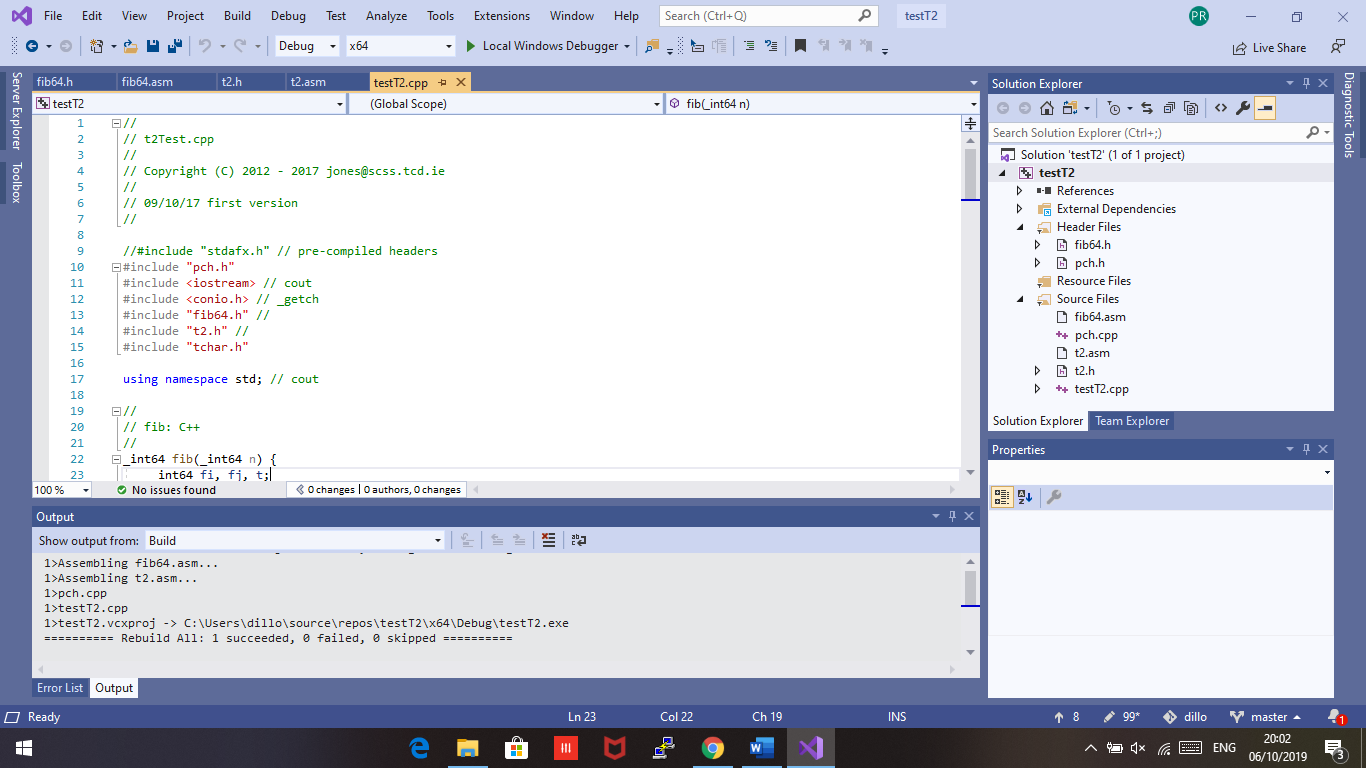 File Edit View Project Build Debug Test Analyze Tools Extensions Window Help Search (Ctrl+Q) testT2 PR
Debug x64 Local Windows Debugger Live Share
Server Explorer
Toolbox
fib64.h fib64.asm t2.h t2.asm testT2.cpp
testT2 (Global Scope) fib(_int64 n)
1 //
2 // t2Test.cpp
3 //
4 // Copyright (C) 2012 - 2017 jones@scss.tcd.ie
5 //
6 // 09/10/17 first version
7 //
8
9 //#include "stdafx.h" // pre-compiled headers
10 #include "pch.h"
11 #include <iostream> // cout
12 #include <conio.h> // _getch
13 #include "fib64.h" //
14 #include "t2.h" //
15 #include "tchar.h"
16
17 using namespace std; // cout
18
19 //
20 // fib: C++
21 //
22 _int64 fib(_int64 n) {
23 int64 fi, fj, t;
100 % No issues found 0 changes | 0 authors, 0 changes
Output
Show output from: Build
1>Assembling fib64.asm...
1>Assembling t2.asm...
1>pch.cpp
1>testT2.cpp
1>testT2.vcxproj -> C:\Users\dillo\source\repos\testT2\x64\Debug\testT2.exe
========== Rebuild All: 1 succeeded, 0 failed, 0 skipped ==========
Error List Output
Solution Explorer
Search Solution Explorer (Ctrl+;)
Solution 'testT2' (1 of 1 project)
testT2
References
External Dependencies
Header Files
fib64.h
pch.h
Resource Files
Source Files
fib64.asm
pch.cpp
t2.asm
t2.h
testT2.cpp
Solution Explorer Team Explorer
Properties
Diagnostic Tools
Ready Ln 23 Col 22 Ch 19 INS 8 99* dillo master 1
ENG 20:02
06/10/2019 3